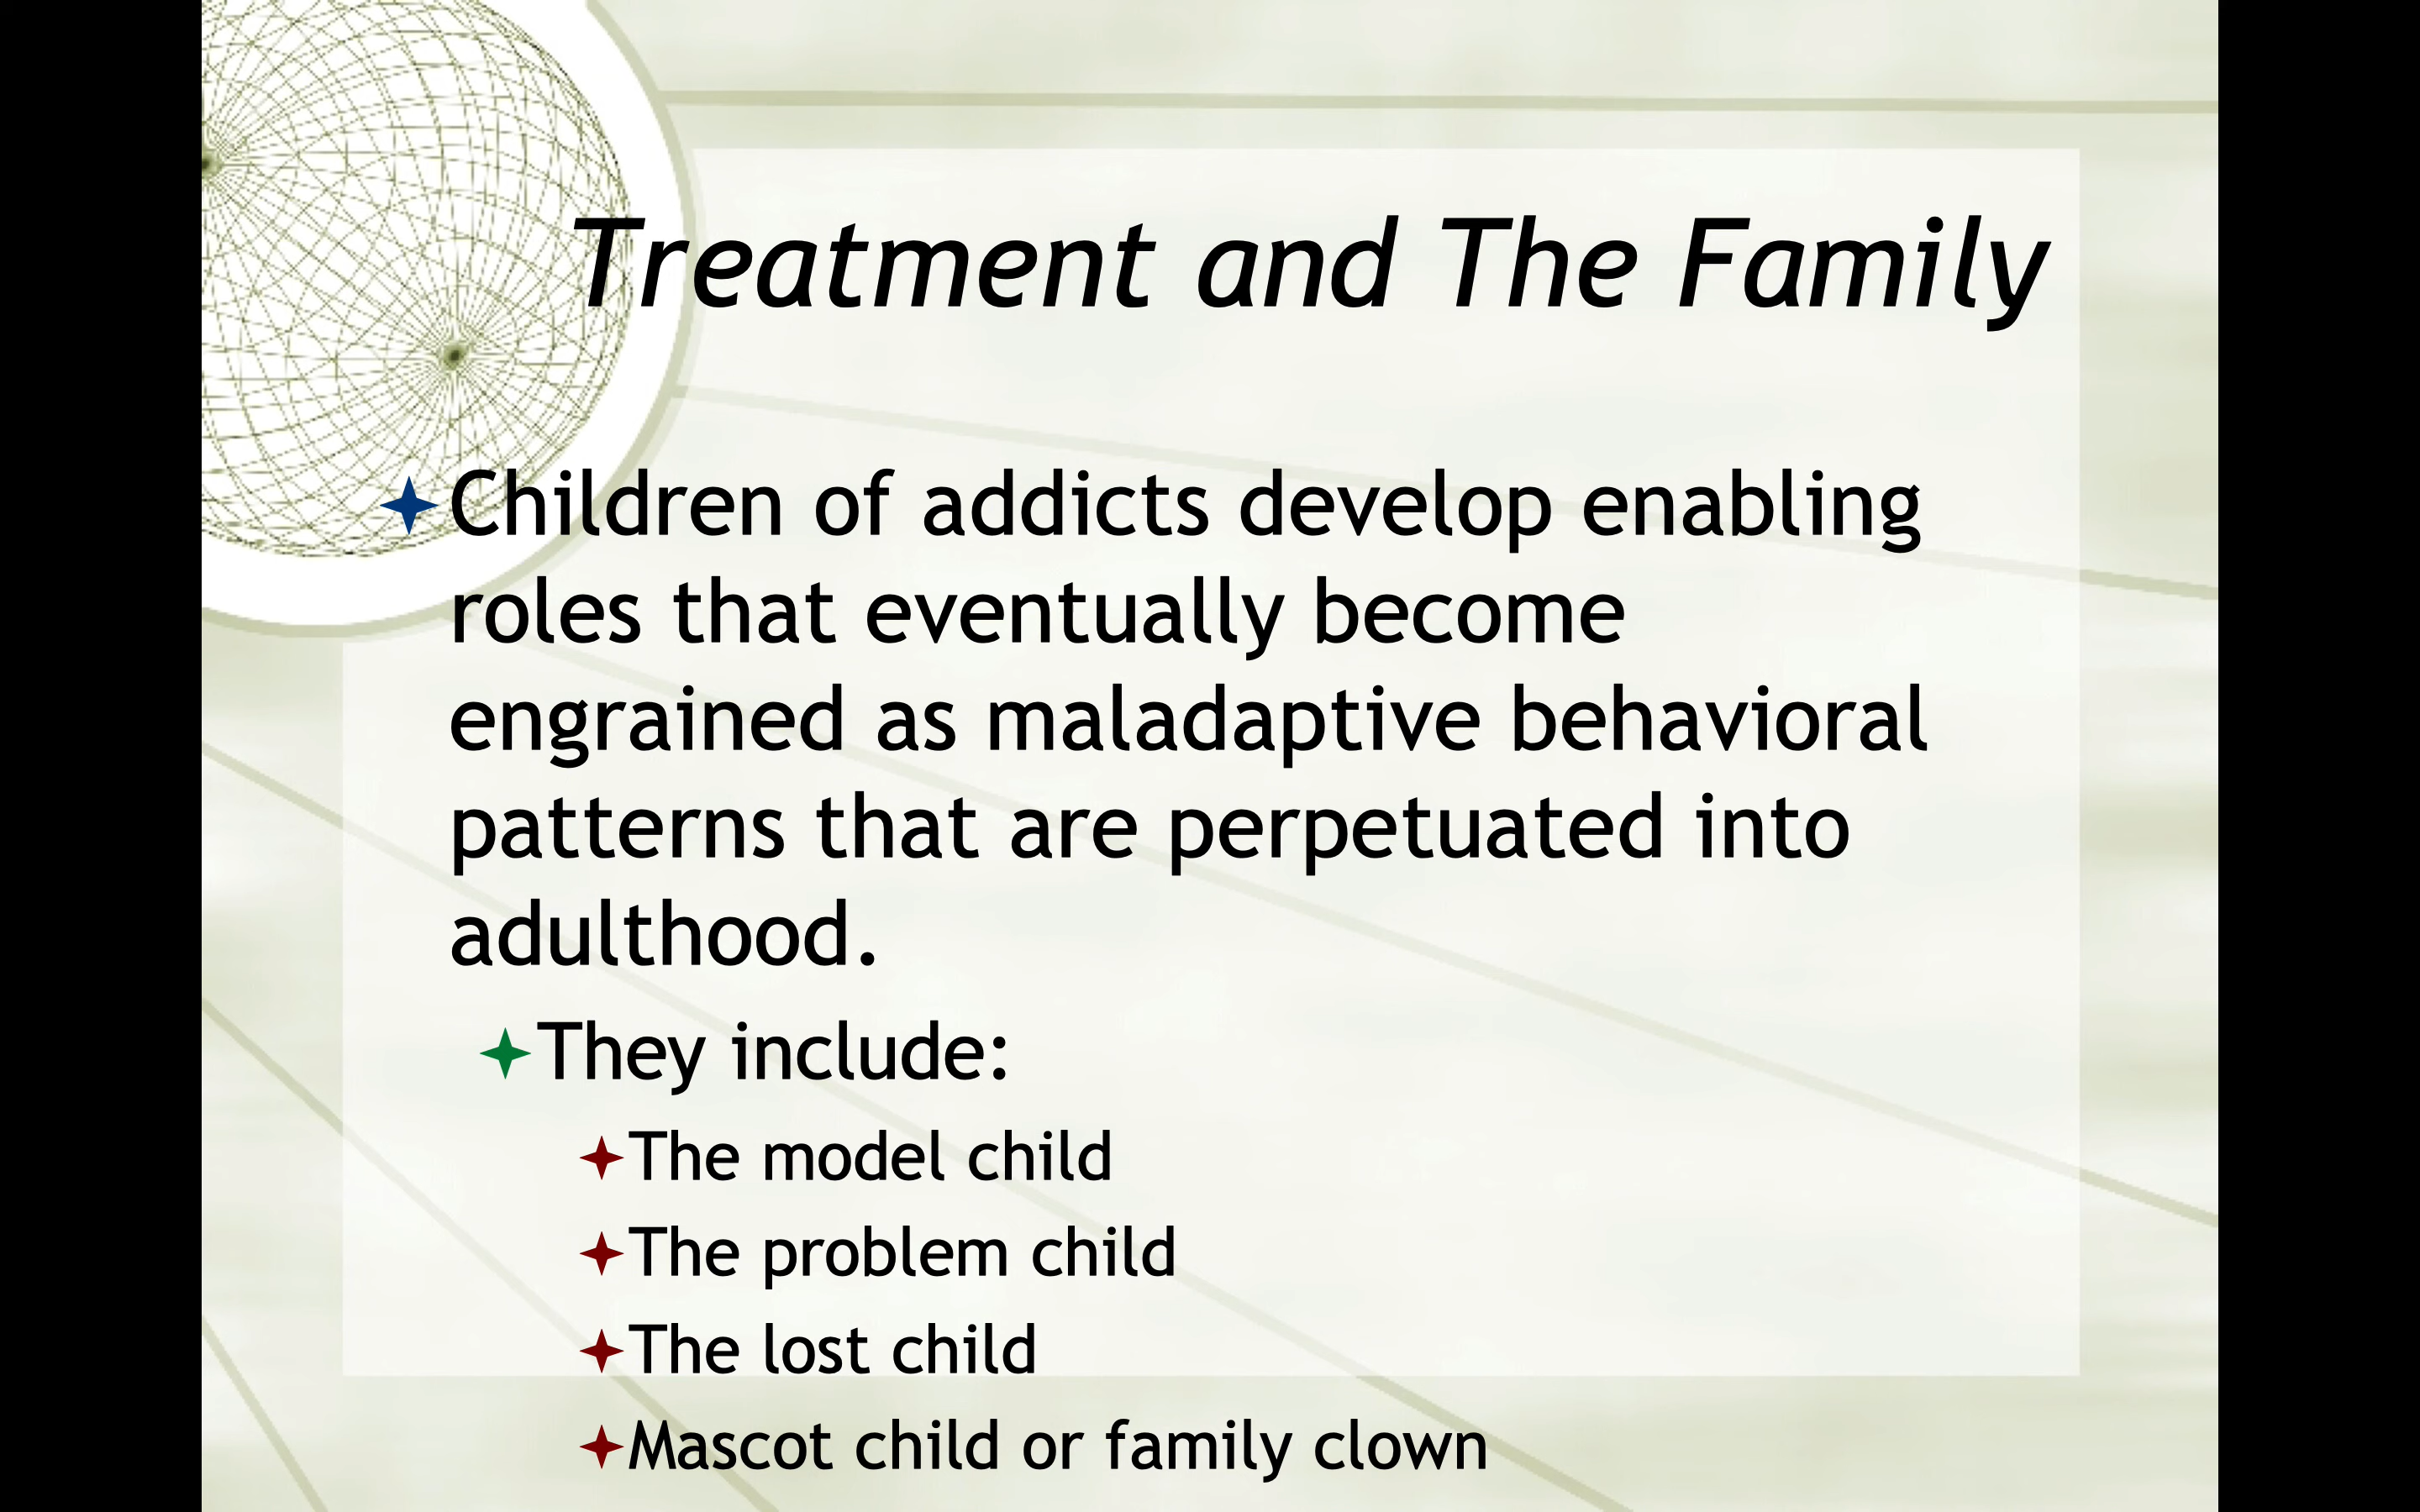 Treatment and The Family
Children of addicts develop enabling
roles that eventually become
engrained as maladaptive behavioral
patterns that are perpetuated into
adulthood.
They include:
The model child
The problem child
The lost child
Mascot child or family clown